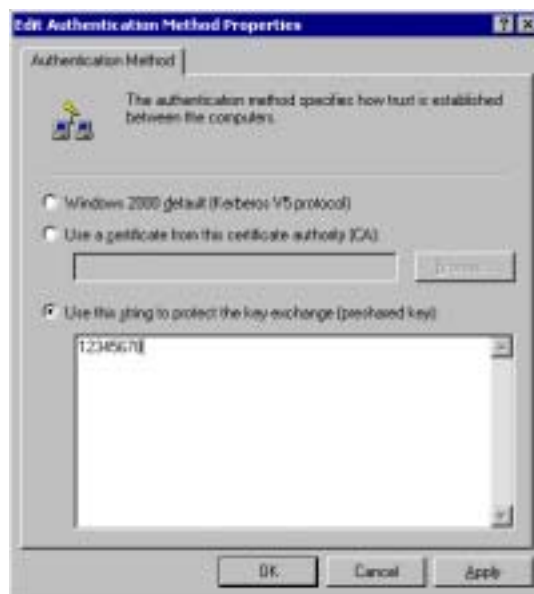 Edit Authentication Method Properties
Authentication Method
The authentication method specifies how trust is established
between the computers.
Windows 2000 default (Kerberos V5 protocol)
Use a certificate from this certificate authority (CA):
Use this string to protect the key exchange (preshared key):
12345678
OK Cancel Apply